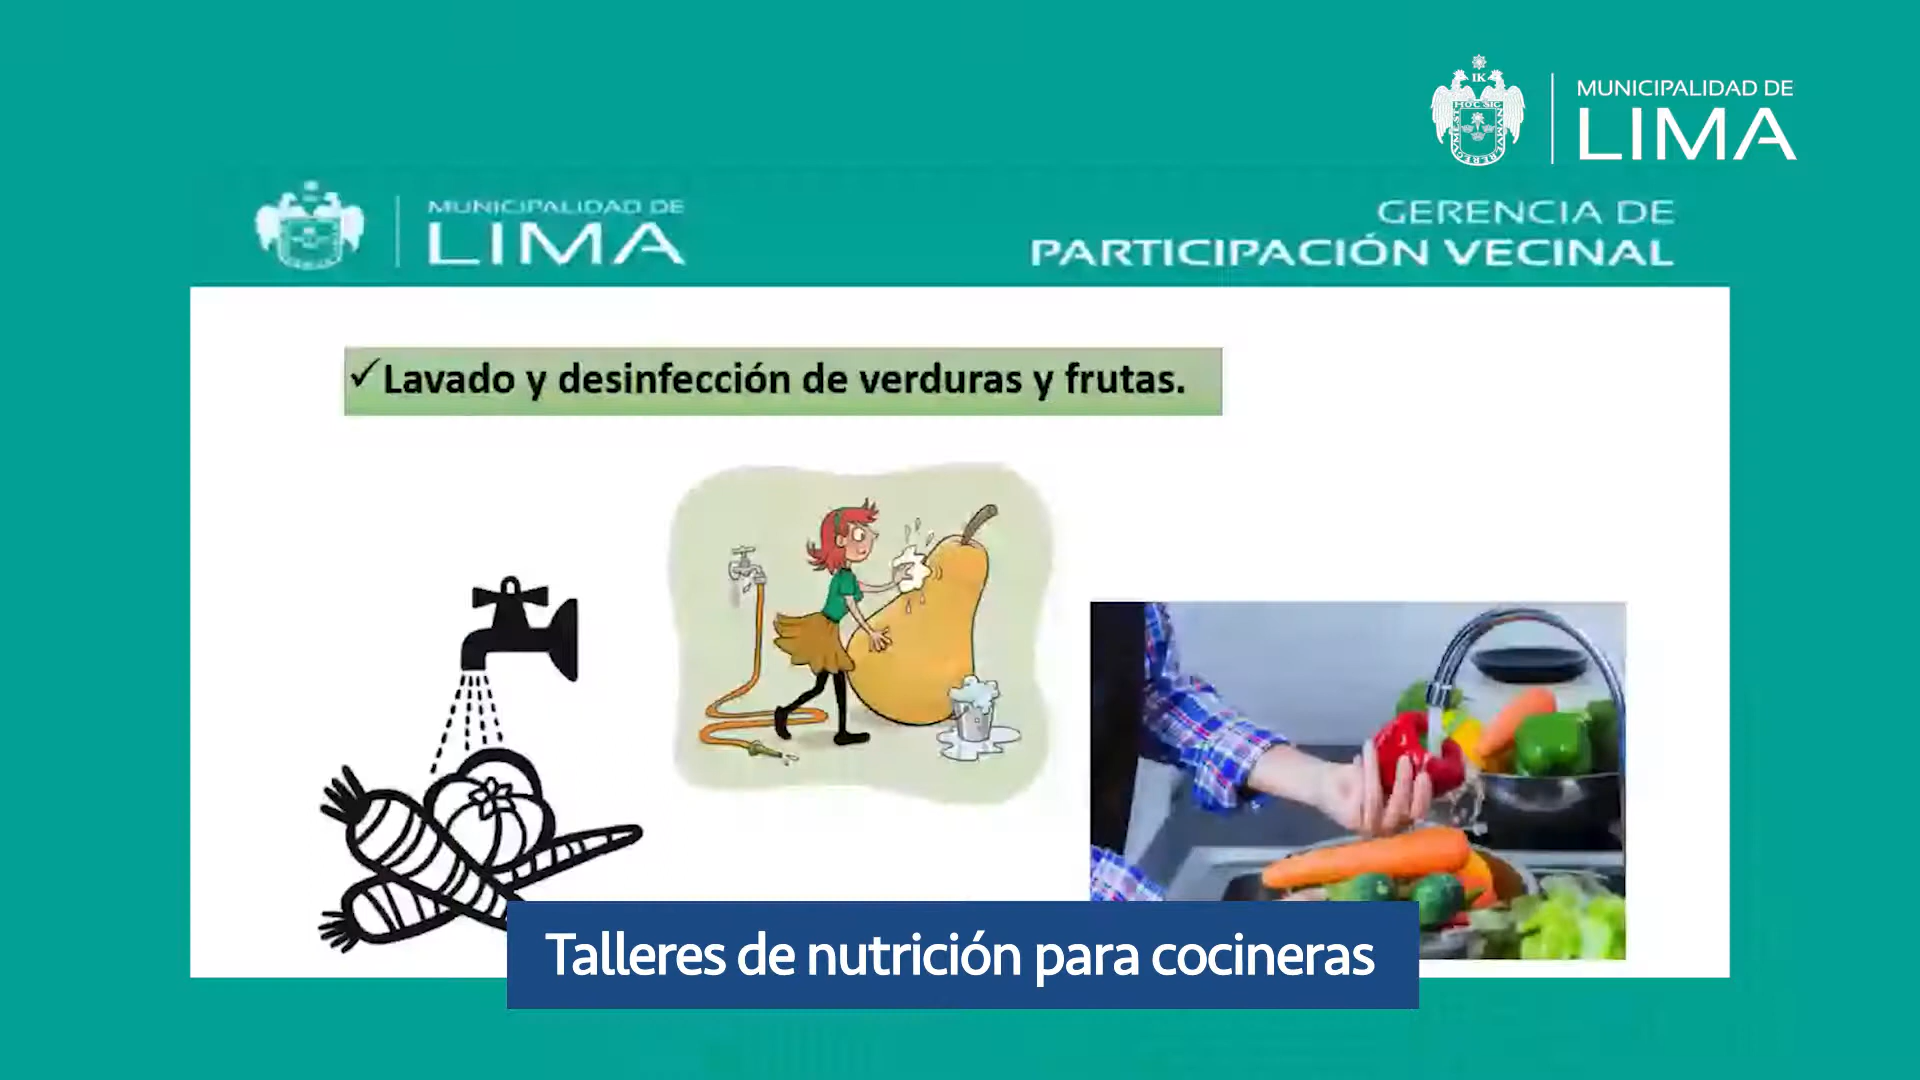 MUNICIPALIDAD DE
LIMA
MUNICIPALIDAD DE
LIMA
GERENCIA DE
PARTICIPACIÓN VECINAL
✓Lavado y desinfección de verduras y frutas.
Talleres de nutrición para cocineras